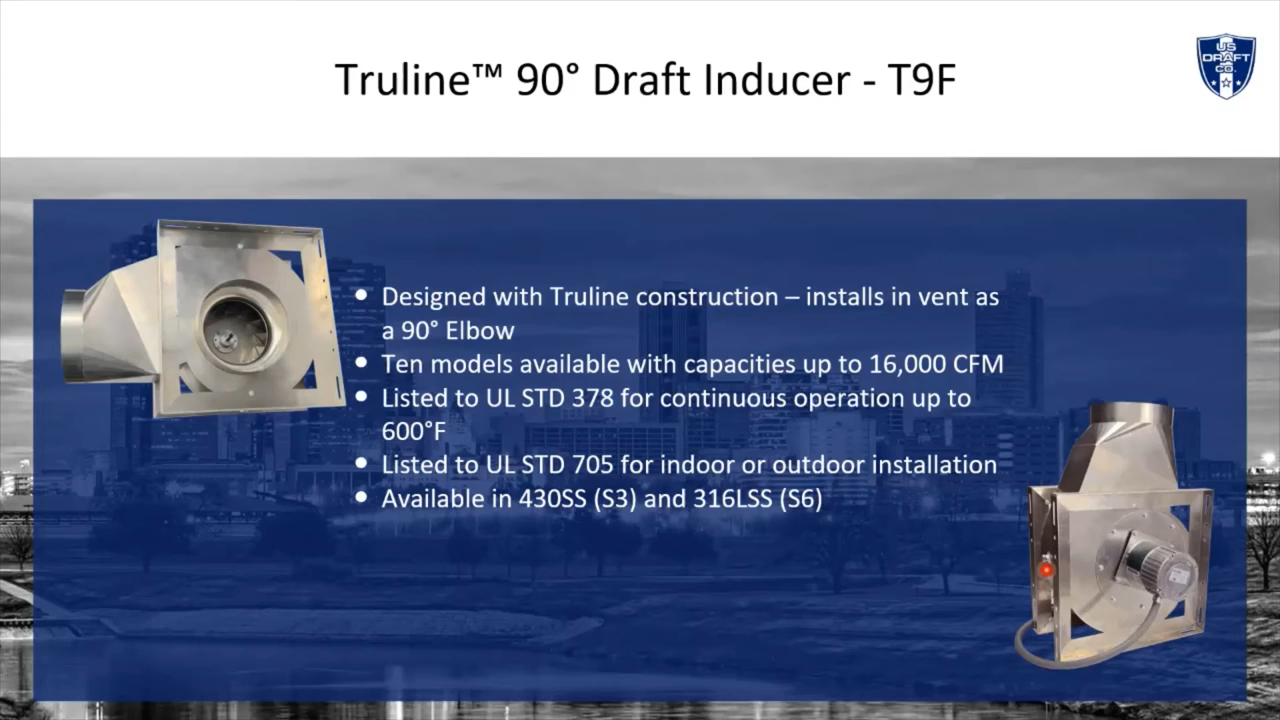 Truline™ 90° Draft Inducer - T9F
US
DRAFT
CO.
• Designed with Truline construction – installs in vent as
a 90° Elbow
• Ten models available with capacities up to 16,000 CFM
• Listed to UL STD 378 for continuous operation up to
600°F
• Listed to UL STD 705 for indoor or outdoor installation
• Available in 430SS (S3) and 316LSS (S6)